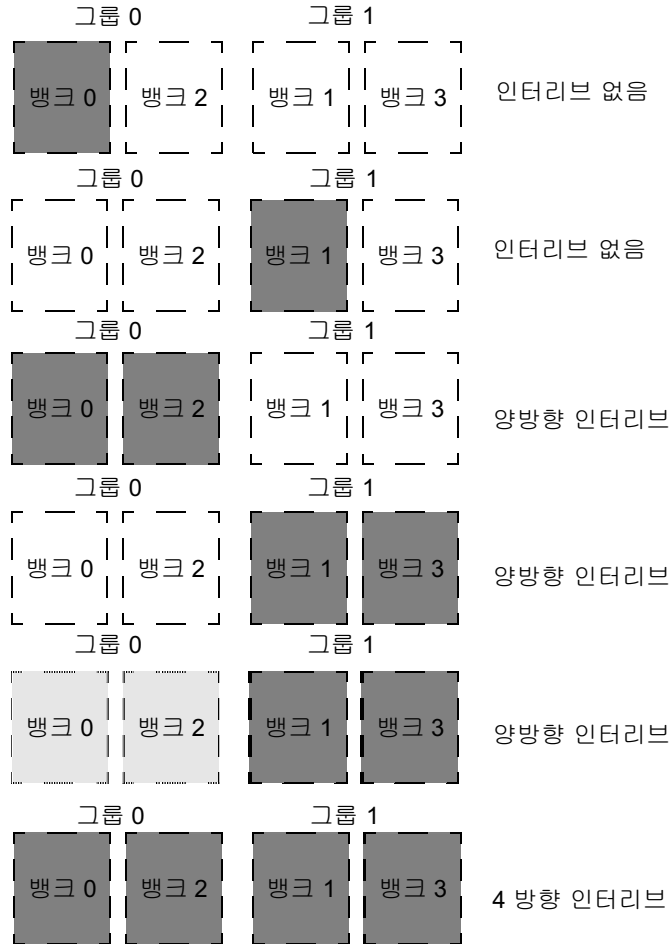 그룹 0 그룹 1
뱅크 0 뱅크 2 뱅크 1 뱅크 3 인터리브 없음
그룹 0 그룹 1
뱅크 0 뱅크 2 뱅크 1 뱅크 3 인터리브 없음
그룹 0 그룹 1
뱅크 0 뱅크 2 뱅크 1 뱅크 3 양방향 인터리브
그룹 0 그룹 1
뱅크 0 뱅크 2 뱅크 1 뱅크 3 양방향 인터리브
그룹 0 그룹 1
뱅크 0 뱅크 2 뱅크 1 뱅크 3 양방향 인터리브
그룹 0 그룹 1
뱅크 0 뱅크 2 뱅크 1 뱅크 3 4 방향 인터리브